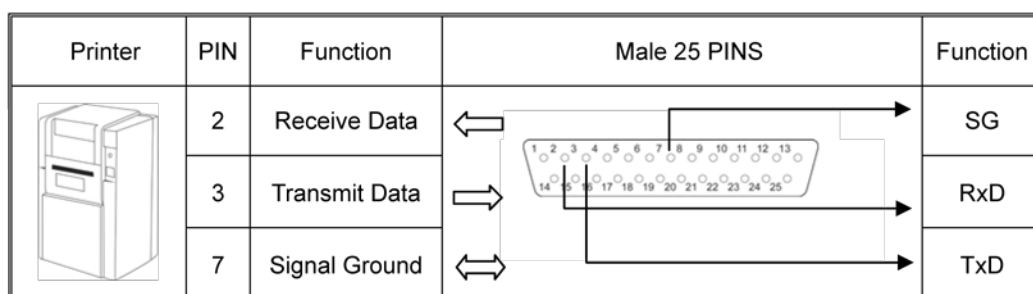 Printer PIN Function Male 25 PINS Function
2 Receive Data SG
1 2 3 4 5 6 7 8 9 10 11 12 13
3 Transmit Data RxD
14 15 16 17 18 19 20 21 22 23 24 25
7 Signal Ground TxD